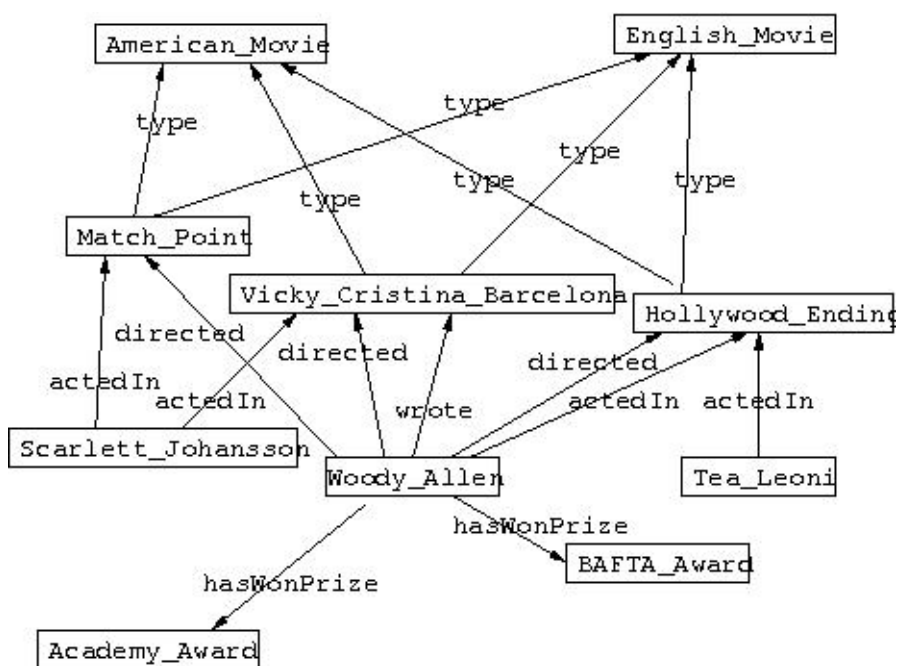 American_Movie
English_Movie
type
type
type
type
type
type
Match_Point
Vicky_Cristina_Barcelona
Hollywood_Ending
directed
directed
directed
actedIn
actedIn
wrote
actedIn
actedIn
Scarlett_Johansson
Woody_Allen
Tea_Leoni
hasWonPrize
BAFTA_Award
hasWonPrize
Academy_Award